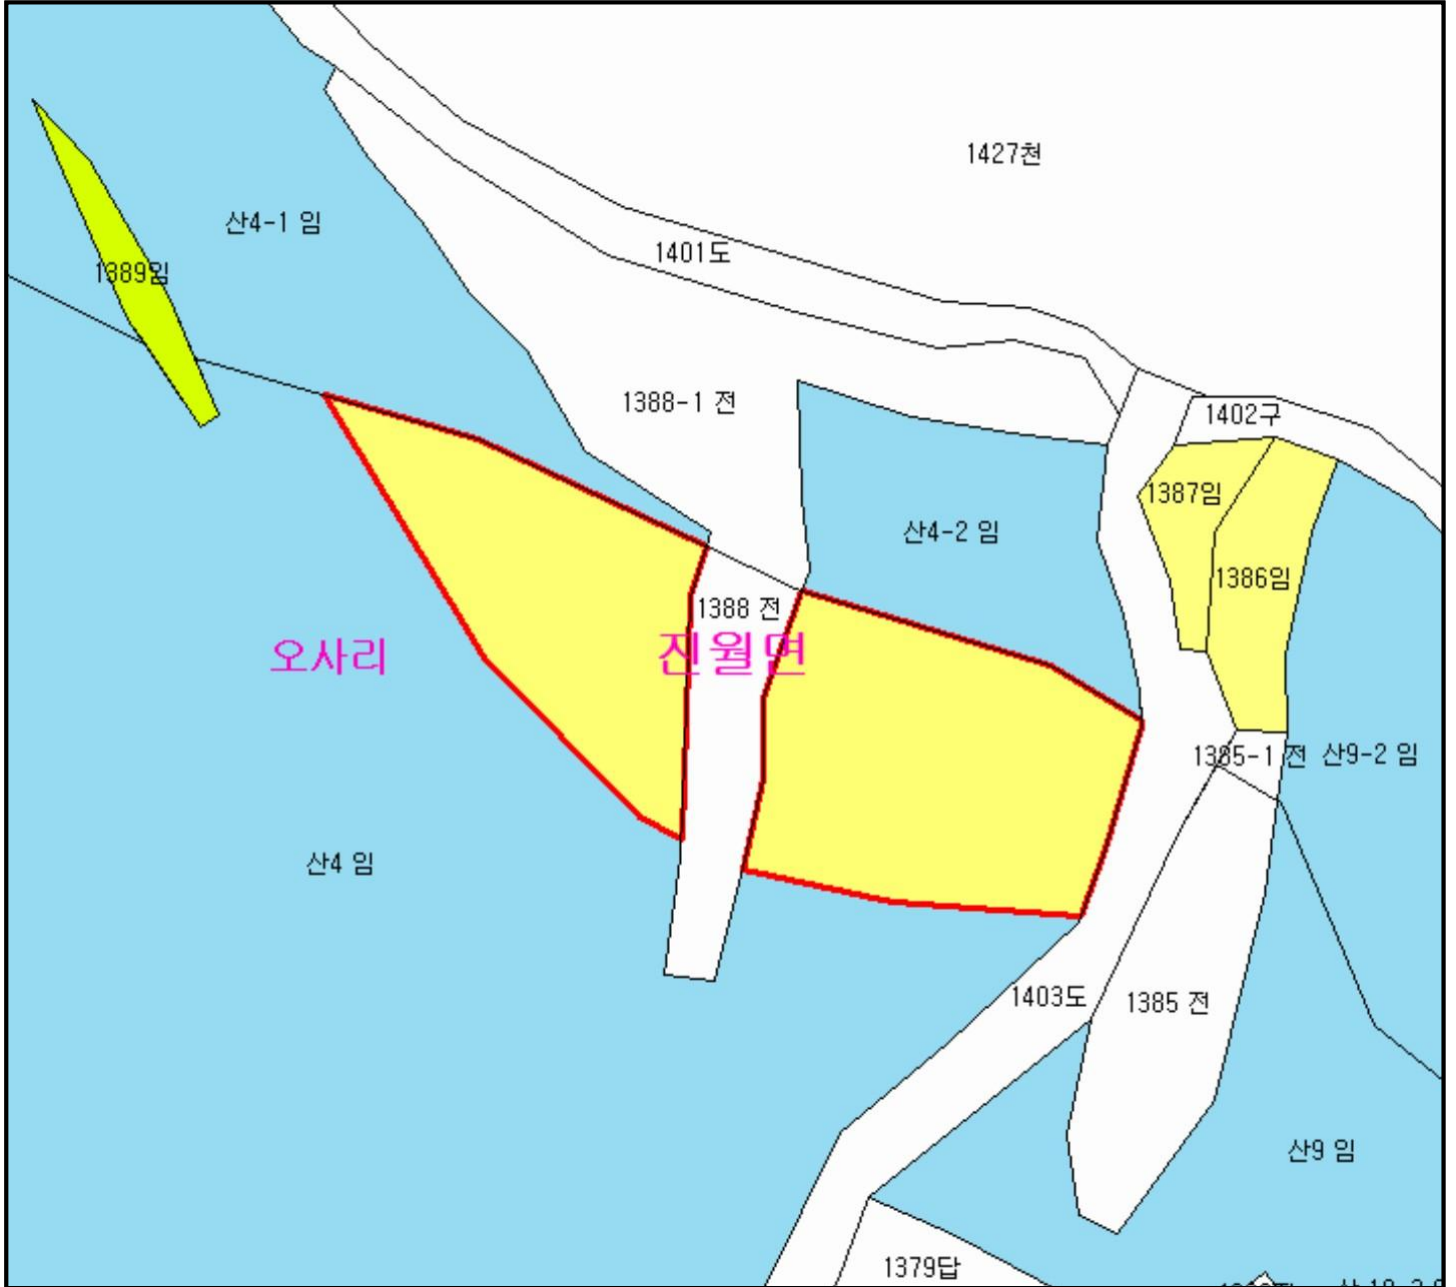 1427천
산4-1 임
1401도
1389임
1388-1 전
1402구
1387임
산4-2 임
1386임
1388 전
오사리
진월면
1385-1 전
산9-2 임
산4 임
1403도
1385 전
산9 임
1379답